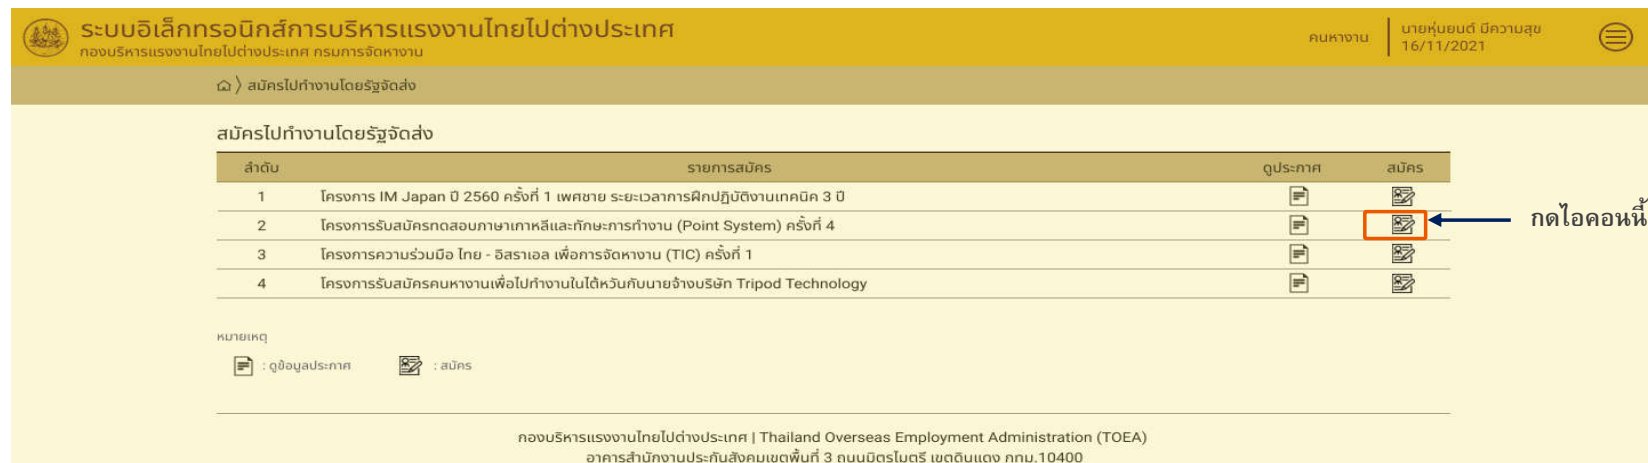 ระบบอิเล็กทรอนิกส์การบริหารแรงงานไทยไปต่างประเทศ
กองบริหารแรงงานไทยไปต่างประเทศ กรมการจัดหางาน
คนหางาน
นายหุ่นยนต์ มีความสุข
16/11/2021
สมัครไปทำงานโดยรัฐจัดส่ง
สมัครไปทำงานโดยรัฐจัดส่ง
ลำดับ รายการสมัคร ดูประกาศ สมัคร
1 โครงการ IM Japan ปี 2560 ครั้งที่ 1 เพศชาย ระยะเวลาการฝึกปฏิบัติงานเทคนิค 3 ปี
2 โครงการรับสมัครทดสอบภาษาเกาหลีและทักษะการทำงาน (Point System) ครั้งที่ 4
กดไอคอนนี้
3 โครงการความร่วมมือ ไทย - อิสราเอล เพื่อการจัดหางาน (TIC) ครั้งที่ 1
4 โครงการรับสมัครคนหางานเพื่อไปทำงานในไต้หวันกับนายจ้างบริษัท Tripod Technology
หมายเหตุ
: ดูข้อมูลประกาศ : สมัคร
กองบริหารแรงงานไทยไปต่างประเทศ | Thailand Overseas Employment Administration (TOEA)
อาคารสำนักงานประกันสังคมเขตพื้นที่ 3 ถนนมิตรไมตรี เขตดินแดง กทม.10400